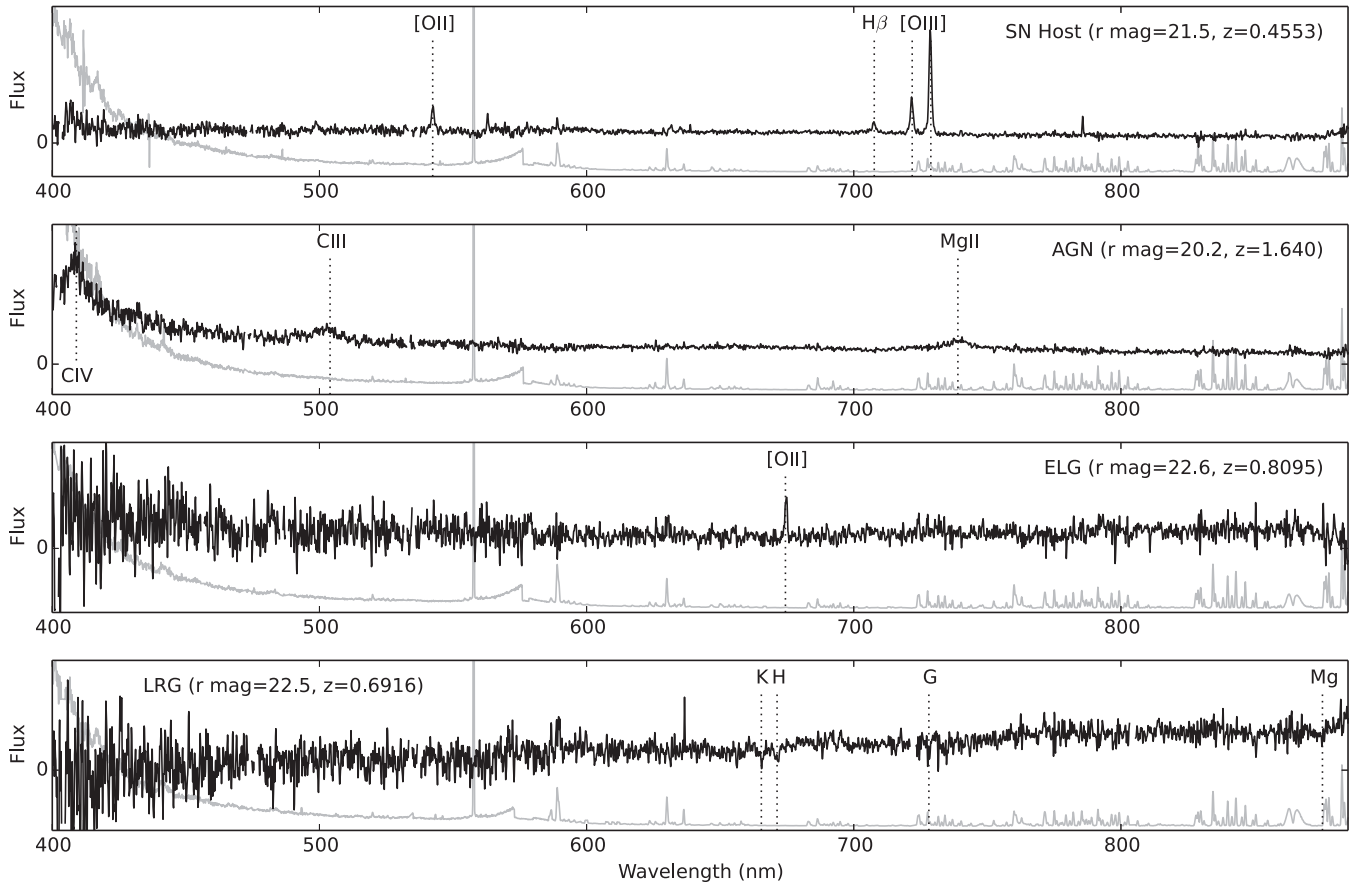 [OII] Hβ [OIII] SN Host (r mag=21.5, z=0.4553)
Flux
0
400 500 600 700 800
CIII MgII AGN (r mag=20.2, z=1.640)
Flux
0
CIV
400 500 600 700 800
[OII] ELG (r mag=22.6, z=0.8095)
Flux
0
400 500 600 700 800
LRG (r mag=22.5, z=0.6916) K H G Mg
Flux
0
400 500 600 700 800
Wavelength (nm)